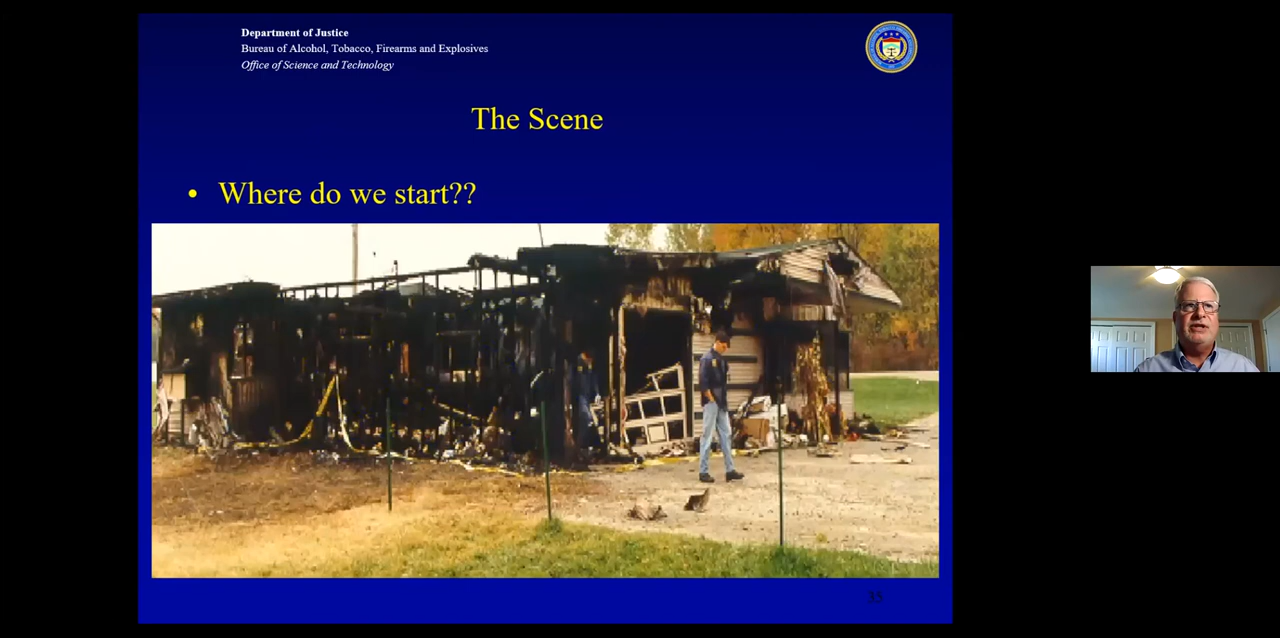 Department of Justice
Bureau of Alcohol, Tobacco, Firearms and Explosives
Office of Science and Technology
The Scene
• Where do we start??
35